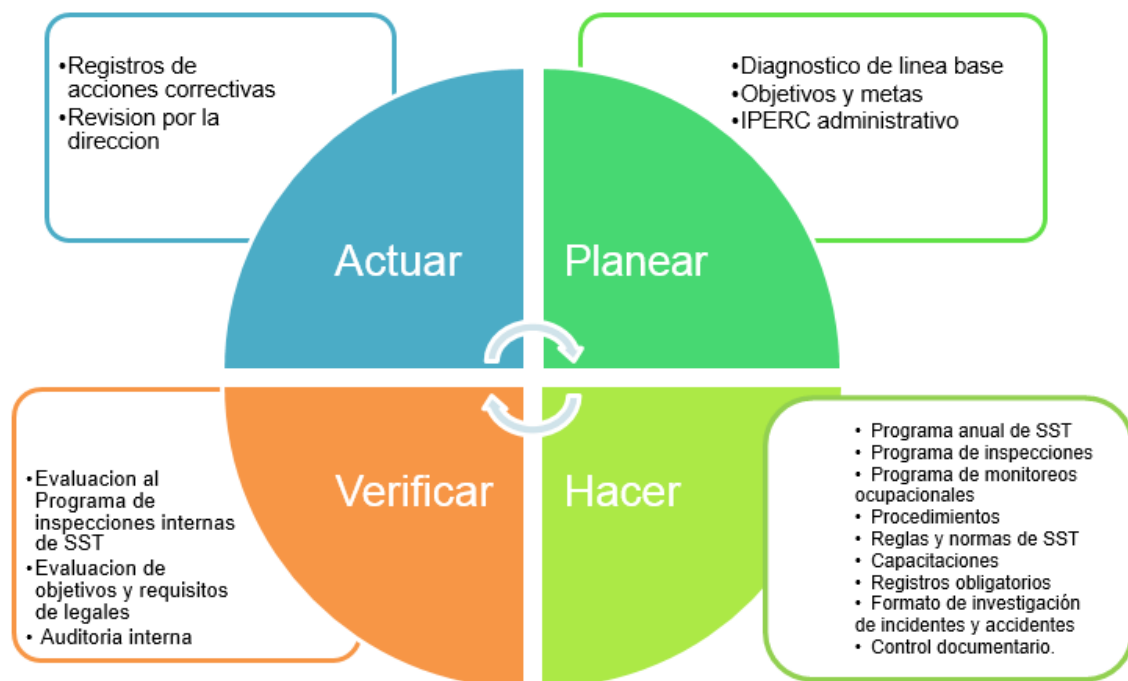 •Registros de
acciones correctivas
•Revision por la
direccion
•Diagnostico de linea base
•Objetivos y metas
•IPERC administrativo
Actuar
Planear
Verificar
Hacer
•Evaluacion al
Programa de
inspecciones internas
de SST
•Evaluacion de
objetivos y requisitos
de legales
• Auditoria interna
• Programa anual de SST
• Programa de inspecciones
• Programa de monitoreos
ocupacionales
• Procedimientos
• Reglas y normas de SST
• Capacitaciones
• Registros obligatorios
• Formato de investigación
de incidentes y accidentes
• Control documentario.